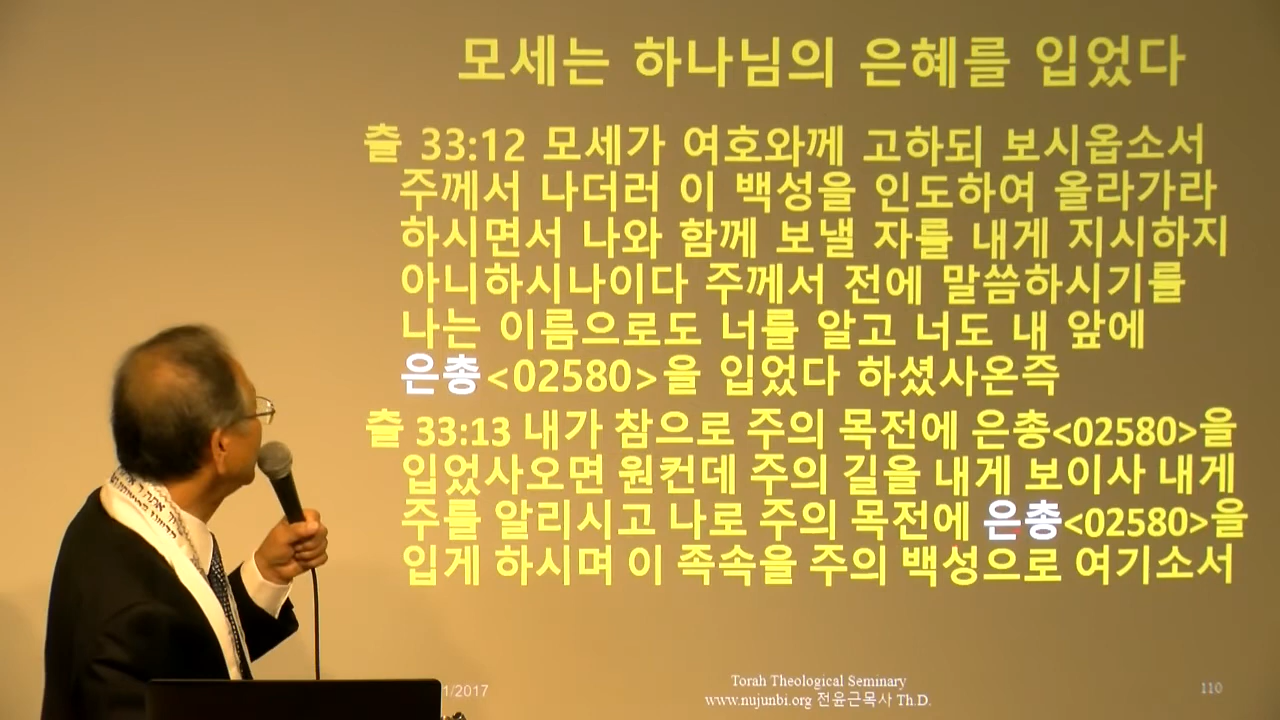 모세는 하나님의 은혜를 입었다
출 33:12 모세가 여호와께 고하되 보시옵소서
주께서 나더러 이 백성을 인도하여 올라가라
하시면서 나와 함께 보낼 자를 내게 지시하지
아니하시나이다 주께서 전에 말씀하시기를
나는 이름으로도 너를 알고 너도 내 앞에
은총<02580>을 입었다 하셨사온즉
출 33:13 내가 참으로 주의 목전에 은총<02580>을
입었사오면 원컨데 주의 길을 내게 보이사 내게
주를 알리시고 나로 주의 목전에 은총<02580>을
입게 하시며 이 족속을 주의 백성으로 여기소서
1/2017
Torah Theological Seminary
www.nujunbi.org 전윤근목사 Th.D.
110